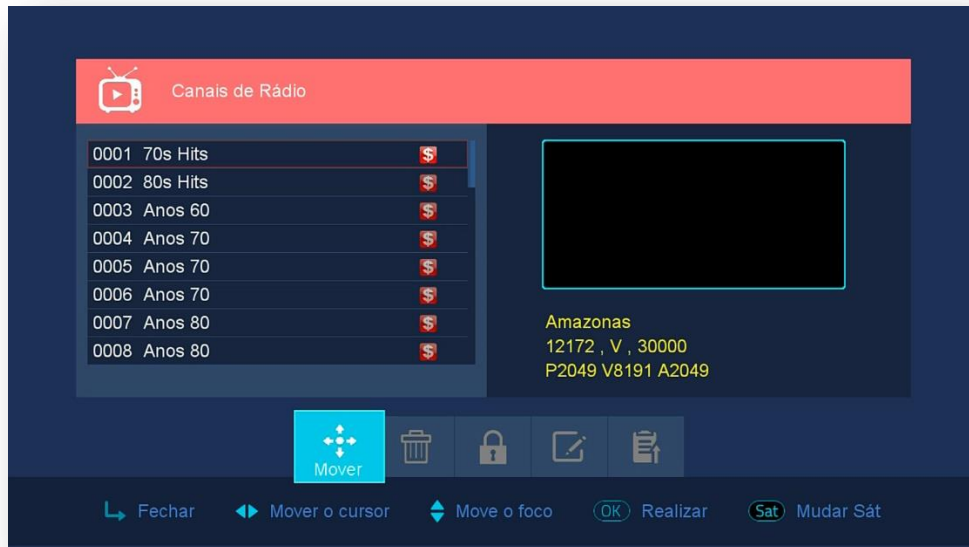 Canais de Rádio
0001 70s Hits $
0002 80s Hits $
0003 Anos 60 $
0004 Anos 70 $
0005 Anos 70 $
0006 Anos 70 $
0007 Anos 80 $
0008 Anos 80 $
Amazonas
12172 , V , 30000
P2049 V8191 A2049
Mover
Fechar Mover o cursor Move o foco OK Realizar Sat Mudar Sát